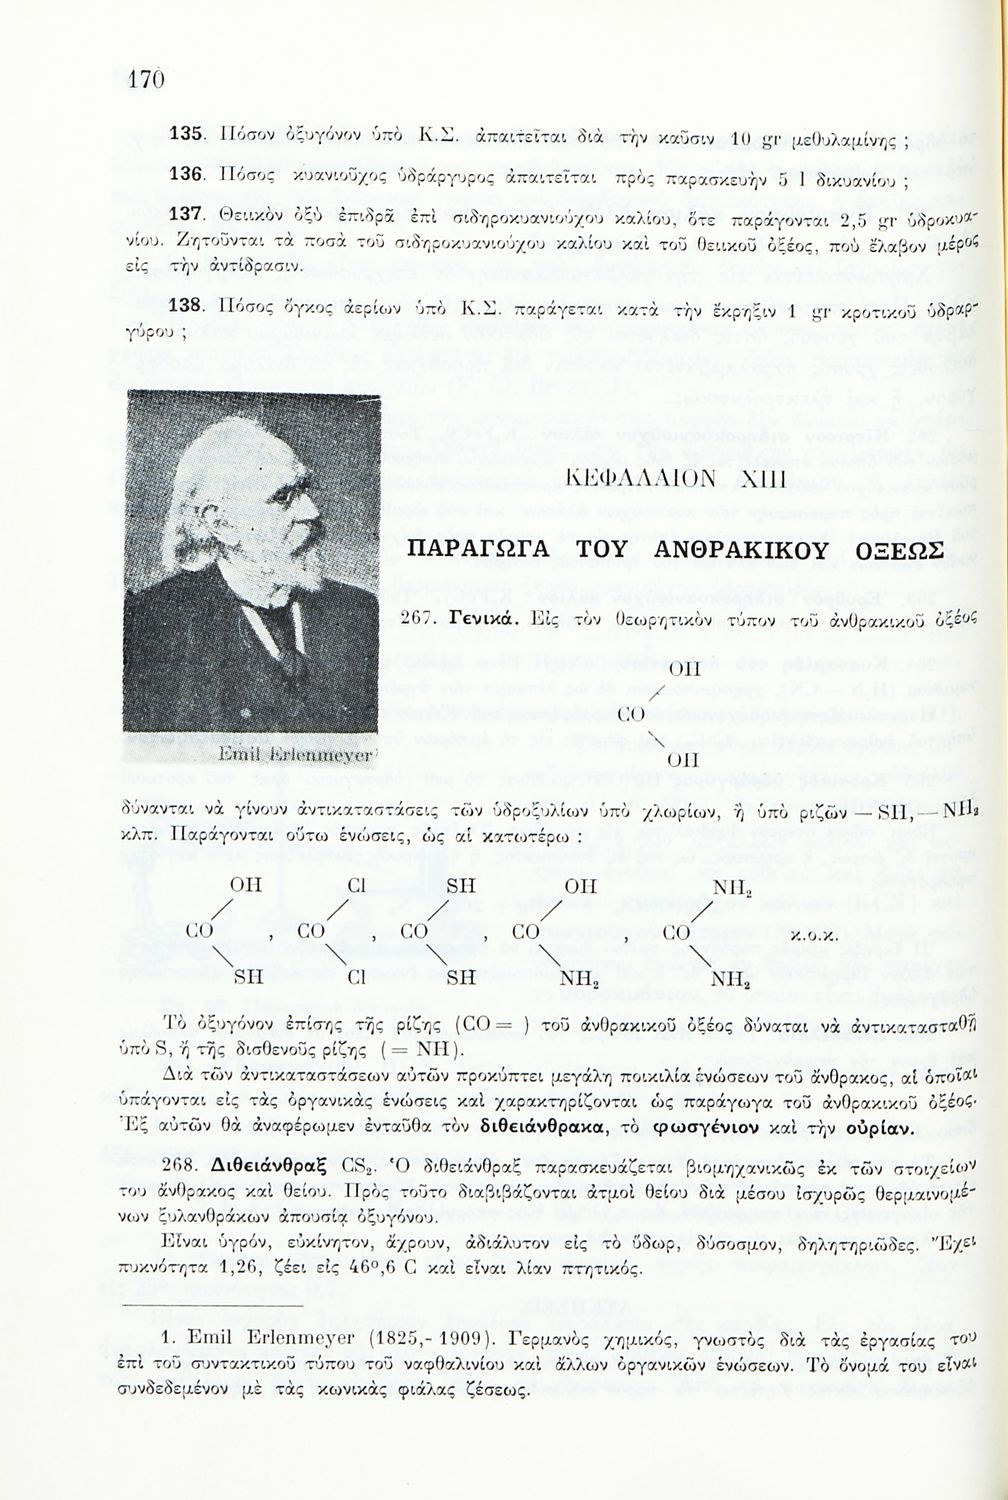 170
135. Πόσον ὀξυγόνον ὑπὸ Κ.Σ. ἀπαιτεῖται διὰ τὴν καῦσιν 10 gr μεθυλαμίνης ;
136. Πόσος κυανιοῦχος ὑδράργυρος ἀπαιτεῖται πρὸς παρασκευὴν 5 l δικυανίου ;
137. Θειικὸν ὀξὺ ἐπιδρᾶ ἐπὶ σιδηροκυανιούχου καλίου, ὅτε παράγονται 2,5 gr ὑδροκυα-
νίου. Ζητοῦνται τὰ ποσὰ τοῦ σιδηροκυανιούχου καλίου καὶ τοῦ θειικοῦ ὀξέος, ποὺ ἔλαβον μέρος
εἰς τὴν ἀντίδρασιν.
138. Πόσος ὄγκος ἀερίων ὑπὸ Κ.Σ. παράγεται κατὰ τὴν ἔκρηξιν 1 gr κροτικοῦ ὑδραρ-
γύρου ;
ΚΕΦΑΛΑΙΟΝ XIII
ΠΑΡΑΓΩΓΑ ΤΟΥ ΑΝΘΡΑΚΙΚΟΥ ΟΞΕΩΣ
267. Γενικά. Εἰς τὸν θεωρητικὸν τύπον τοῦ ἀνθρακικοῦ ὀξέος
OH
CO
OH
Emil Erlenmeyer¹
δύνανται νὰ γίνουν ἀντικαταστάσεις τῶν ὑδροξυλίων ὑπὸ χλωρίων, ἢ ὑπὸ ριζῶν — SH, — NH₂
κλπ. Παράγονται οὕτω ἑνώσεις, ὡς αἱ κατωτέρω :
OH Cl SH OH NH₂
CO , CO , CO , CO , CO κ.ο.κ.
SH Cl SH NH₂ NH₂
Τὸ ὀξυγόνον ἐπίσης τῆς ρίζης (CO = ) τοῦ ἀνθρακικοῦ ὀξέος δύναται νὰ ἀντικατασταθῇ
ὑπὸ S, ἢ τῆς δισθενοῦς ρίζης ( = NH).
Διὰ τῶν ἀντικαταστάσεων αὐτῶν προκύπτει μεγάλη ποικιλία ἑνώσεων τοῦ ἄνθρακος, αἱ ὁποῖαι
ὑπάγονται εἰς τὰς ὀργανικὰς ἑνώσεις καὶ χαρακτηρίζονται ὡς παράγωγα τοῦ ἀνθρακικοῦ ὀξέος.
Ἐξ αὐτῶν θὰ ἀναφέρωμεν ἐνταῦθα τὸν διθειάνθρακα, τὸ φωσγένιον καὶ τὴν οὐρίαν.
268. Διθειάνθραξ CS₂. Ὁ διθειάνθραξ παρασκευάζεται βιομηχανικῶς ἐκ τῶν στοιχείων
του ἄνθρακος καὶ θείου. Πρὸς τοῦτο διαβιβάζονται ἀτμοὶ θείου διὰ μέσου ἰσχυρῶς θερμαινομέ-
νων ξυλανθράκων ἀπουσίᾳ ὀξυγόνου.
Εἶναι ὑγρόν, εὐκίνητον, ἄχρουν, ἀδιάλυτον εἰς τὸ ὕδωρ, δύσοσμον, δηλητηριῶδες. Ἔχει
πυκνότητα 1,26, ζέει εἰς 46⁰,6 C καὶ εἶναι λίαν πτητικός.
1. Emil Erlenmeyer (1825,- 1909). Γερμανὸς χημικός, γνωστὸς διὰ τὰς ἐργασίας του
ἐπὶ τοῦ συντακτικοῦ τύπου τοῦ ναφθαλινίου καὶ ἄλλων ὀργανικῶν ἑνώσεων. Τὸ ὄνομά του εἶναι
συνδεδεμένον μὲ τὰς κωνικὰς φιάλας ζέσεως.